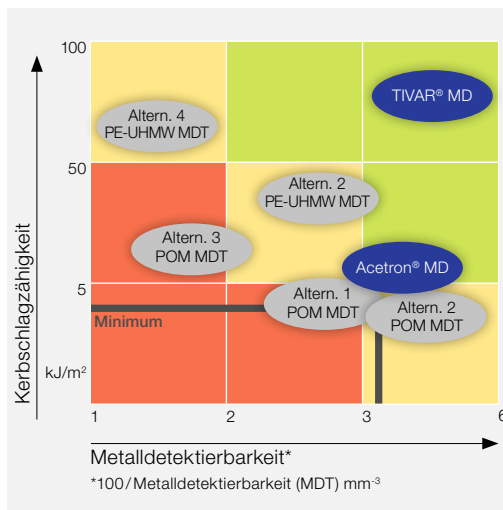 100
Altern. 4
PE-UHMW MDT
TIVAR® MD
50
Altern. 2
PE-UHMW MDT
Altern. 3
POM MDT
Acetron® MD
5
Altern. 1
POM MDT
Altern. 2
POM MDT
Minimum
kJ/m²
Kerbschlagzähigkeit
1
2
3
6
Metalldetektierbarkeit*
*100/Metalldetektierbarkeit (MDT) mm⁻³